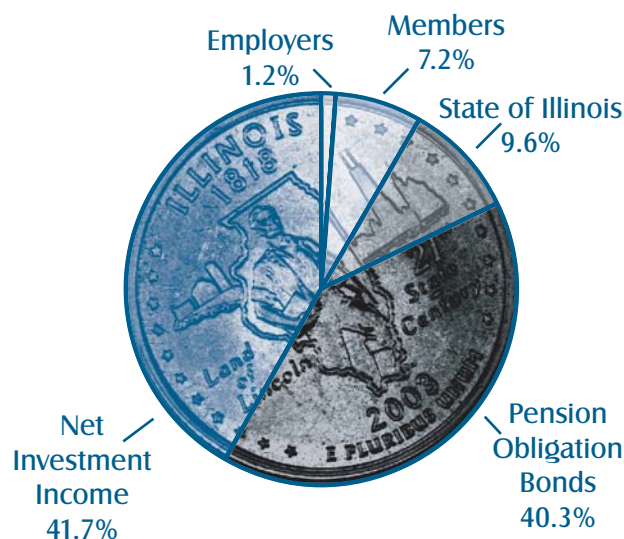 Employers
1.2%
Members
7.2%
State of Illinois
9.6%
ILLINOIS
1818
21st
State
Century
Land
of
Lincoln
2003
E PLURIBUS UNUM
Net
Investment
Income
41.7%
Pension
Obligation
Bonds
40.3%